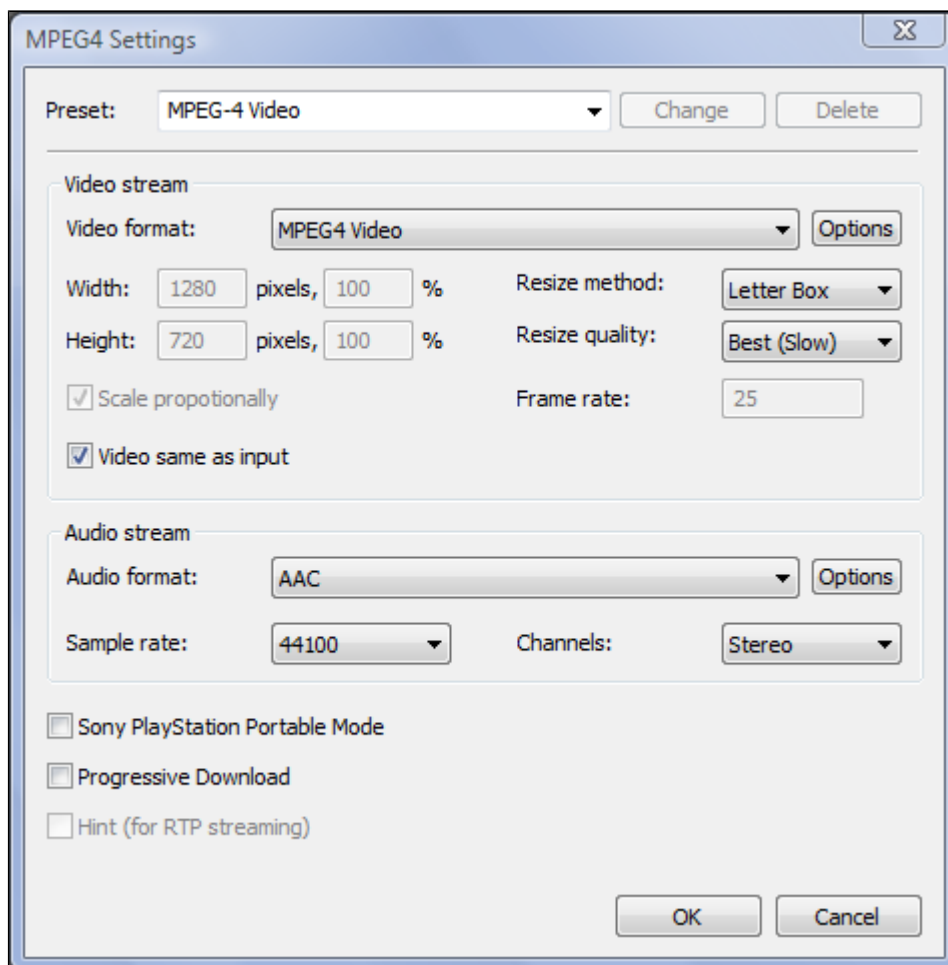 MPEG4 Settings
Preset: MPEG-4 Video Change Delete
Video stream
Video format: MPEG4 Video Options
Width: 1280 pixels, 100 % Resize method: Letter Box
Height: 720 pixels, 100 % Resize quality: Best (Slow)
Scale propotionally Frame rate: 25
Video same as input
Audio stream
Audio format: AAC Options
Sample rate: 44100 Channels: Stereo
Sony PlayStation Portable Mode
Progressive Download
Hint (for RTP streaming)
OK Cancel